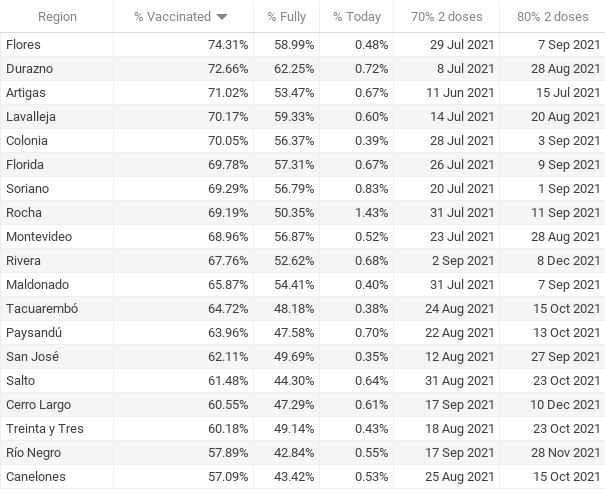 Region % Vaccinated % Fully % Today 70% 2 doses 80% 2 doses
Flores 74.31% 58.99% 0.48% 29 Jul 2021 7 Sep 2021
Durazno 72.66% 62.25% 0.72% 8 Jul 2021 28 Aug 2021
Artigas 71.02% 53.47% 0.67% 11 Jun 2021 15 Jul 2021
Lavalleja 70.17% 59.33% 0.60% 14 Jul 2021 20 Aug 2021
Colonia 70.05% 56.37% 0.39% 28 Jul 2021 3 Sep 2021
Florida 69.78% 57.31% 0.67% 26 Jul 2021 9 Sep 2021
Soriano 69.29% 56.79% 0.83% 20 Jul 2021 1 Sep 2021
Rocha 69.19% 50.35% 1.43% 31 Jul 2021 11 Sep 2021
Montevideo 68.96% 56.87% 0.52% 23 Jul 2021 28 Aug 2021
Rivera 67.76% 52.62% 0.68% 2 Sep 2021 8 Dec 2021
Maldonado 65.87% 54.41% 0.40% 31 Jul 2021 7 Sep 2021
Tacuarembó 64.72% 48.18% 0.38% 24 Aug 2021 15 Oct 2021
Paysandú 63.96% 47.58% 0.70% 22 Aug 2021 13 Oct 2021
San José 62.11% 49.69% 0.35% 12 Aug 2021 27 Sep 2021
Salto 61.48% 44.30% 0.64% 31 Aug 2021 23 Oct 2021
Cerro Largo 60.55% 47.29% 0.61% 17 Sep 2021 10 Dec 2021
Treinta y Tres 60.18% 49.14% 0.43% 18 Aug 2021 23 Oct 2021
Río Negro 57.89% 42.84% 0.55% 17 Sep 2021 28 Nov 2021
Canelones 57.09% 43.42% 0.53% 25 Aug 2021 15 Oct 2021